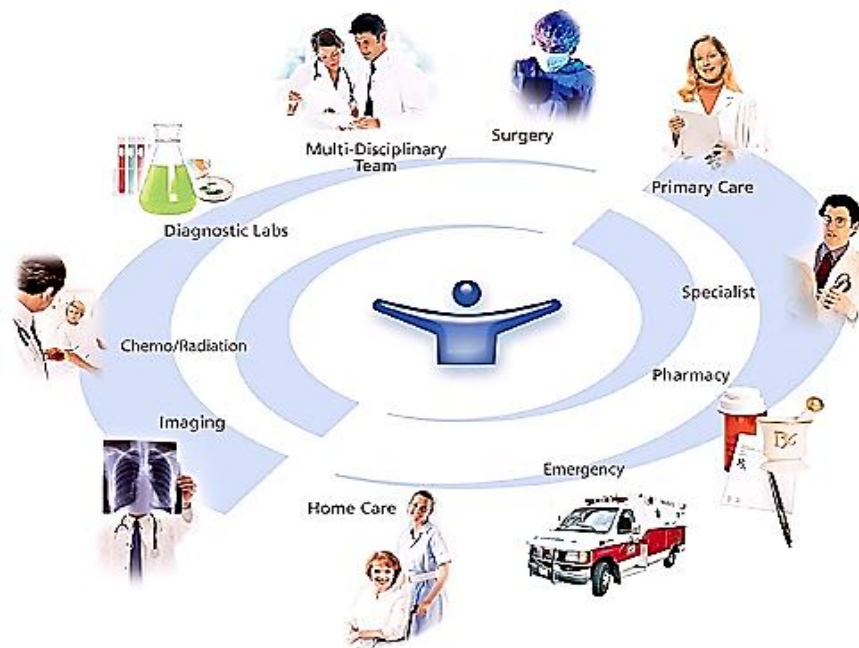 Multi-Disciplinary
Team
Surgery
Primary Care
Diagnostic Labs
Specialist
Chemo/Radiation
Pharmacy
Imaging
Emergency
Home Care